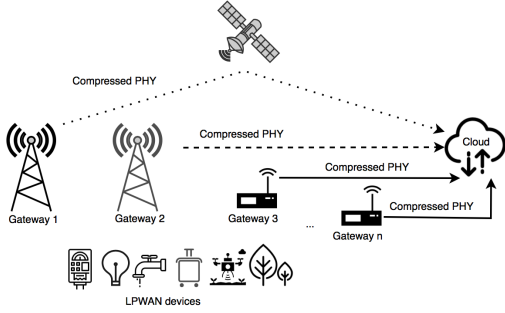 Compressed PHY
Compressed PHY
Cloud
Compressed PHY
Compressed PHY
Gateway 1
Gateway 2
Gateway 3
...
Gateway n
LPWAN devices